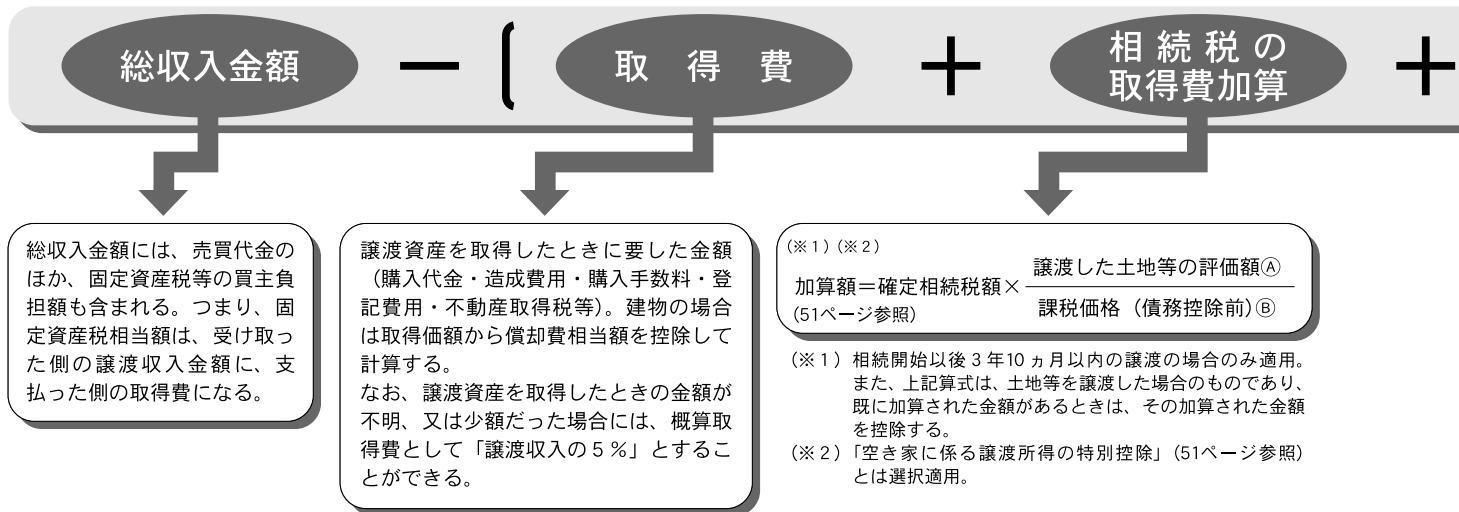 総収入金額 － 〔 取得費 ＋ 相続税の
取得費加算 ＋
総収入金額には、売買代金の
ほか、固定資産税等の買主負
担額も含まれる。つまり、固
定資産税相当額は、受け取っ
た側の譲渡収入金額に、支
払った側の取得費になる。
譲渡資産を取得したときに要した金額
（購入代金・造成費用・購入手数料・登
記費用・不動産取得税等）。建物の場合
は取得価額から償却費相当額を控除して
計算する。
なお、譲渡資産を取得したときの金額が
不明、又は少額だった場合には、概算取
得費として「譲渡収入の５％」とするこ
とができる。
（※１）（※２）
加算額＝確定相続税額×
譲渡した土地等の評価額Ⓐ
課税価格（債務控除前）Ⓑ
（51ページ参照）
（※１）相続開始以後３年10ヵ月以内の譲渡の場合のみ適用。
また、上記算式は、土地等を譲渡した場合のものであり、
既に加算された金額があるときは、その加算された金額
を控除する。
（※２）「空き家に係る譲渡所得の特別控除」（51ページ参照）
とは選択適用。